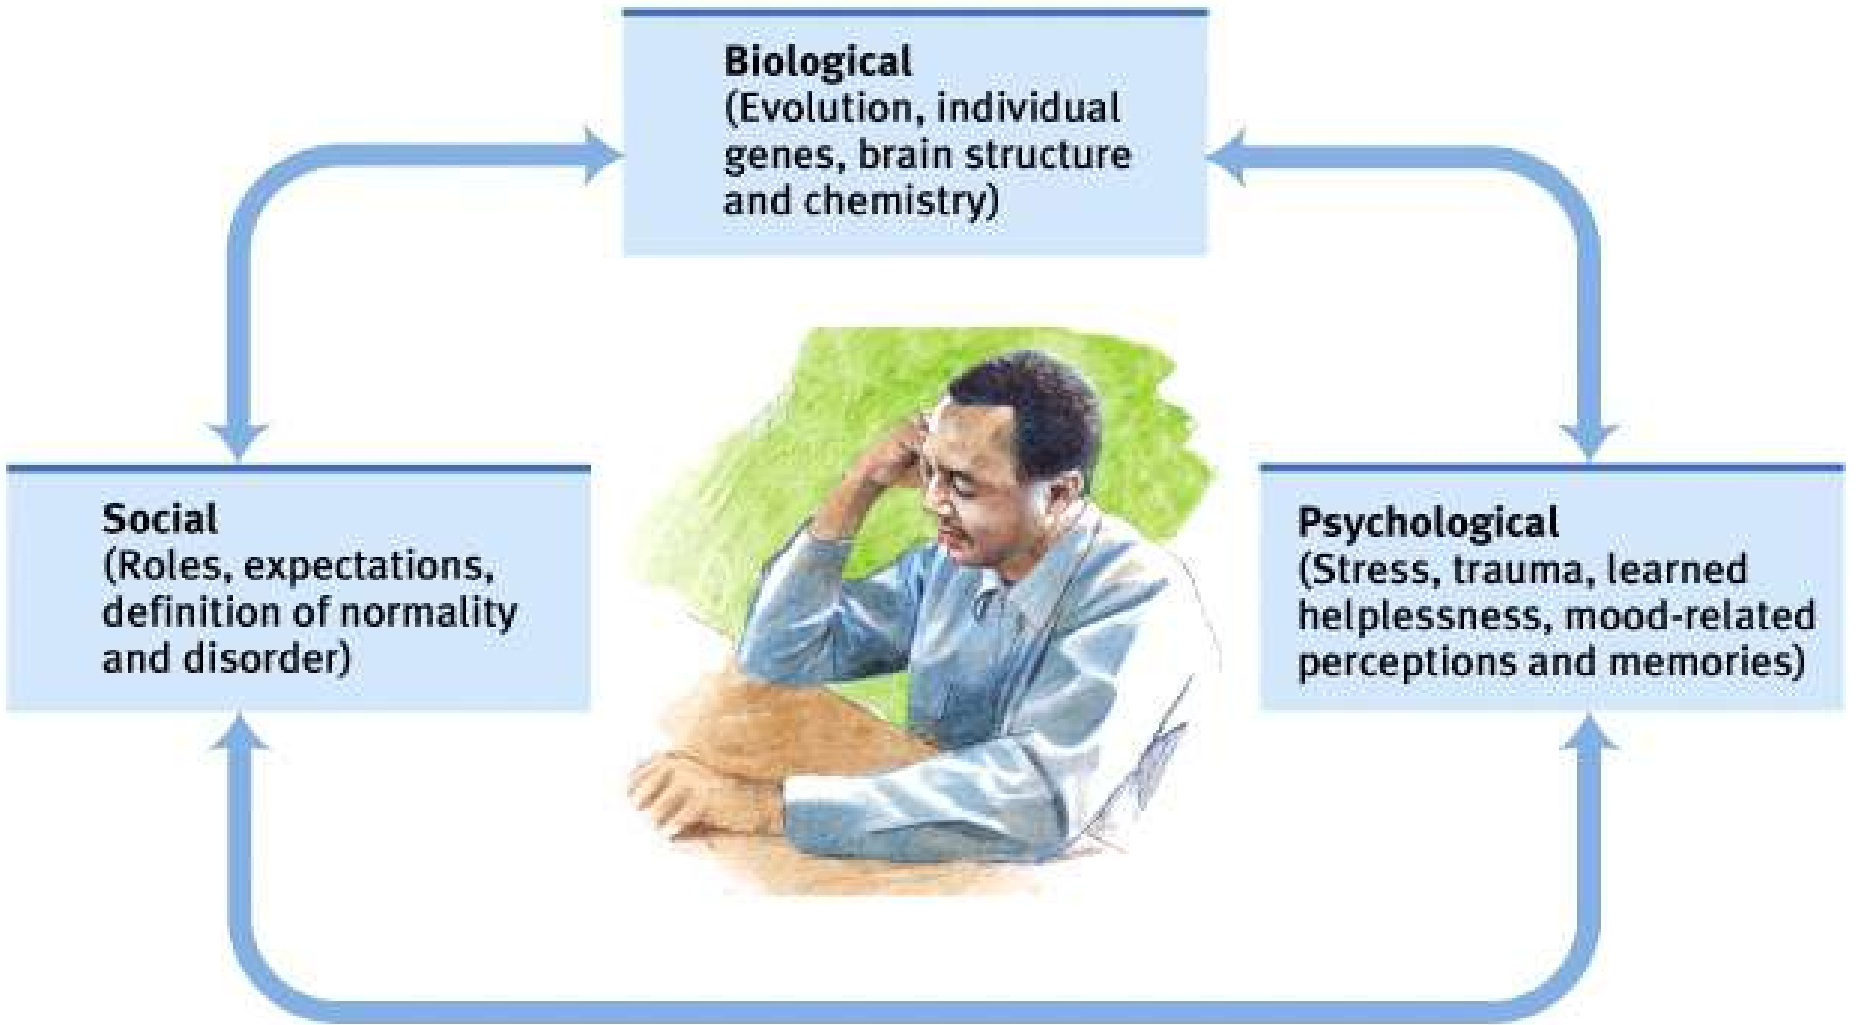 Biological
(Evolution, individual
genes, brain structure
and chemistry)
Social
(Roles, expectations,
definition of normality
and disorder)
Psychological
(Stress, trauma, learned
helplessness, mood-related
perceptions and memories)